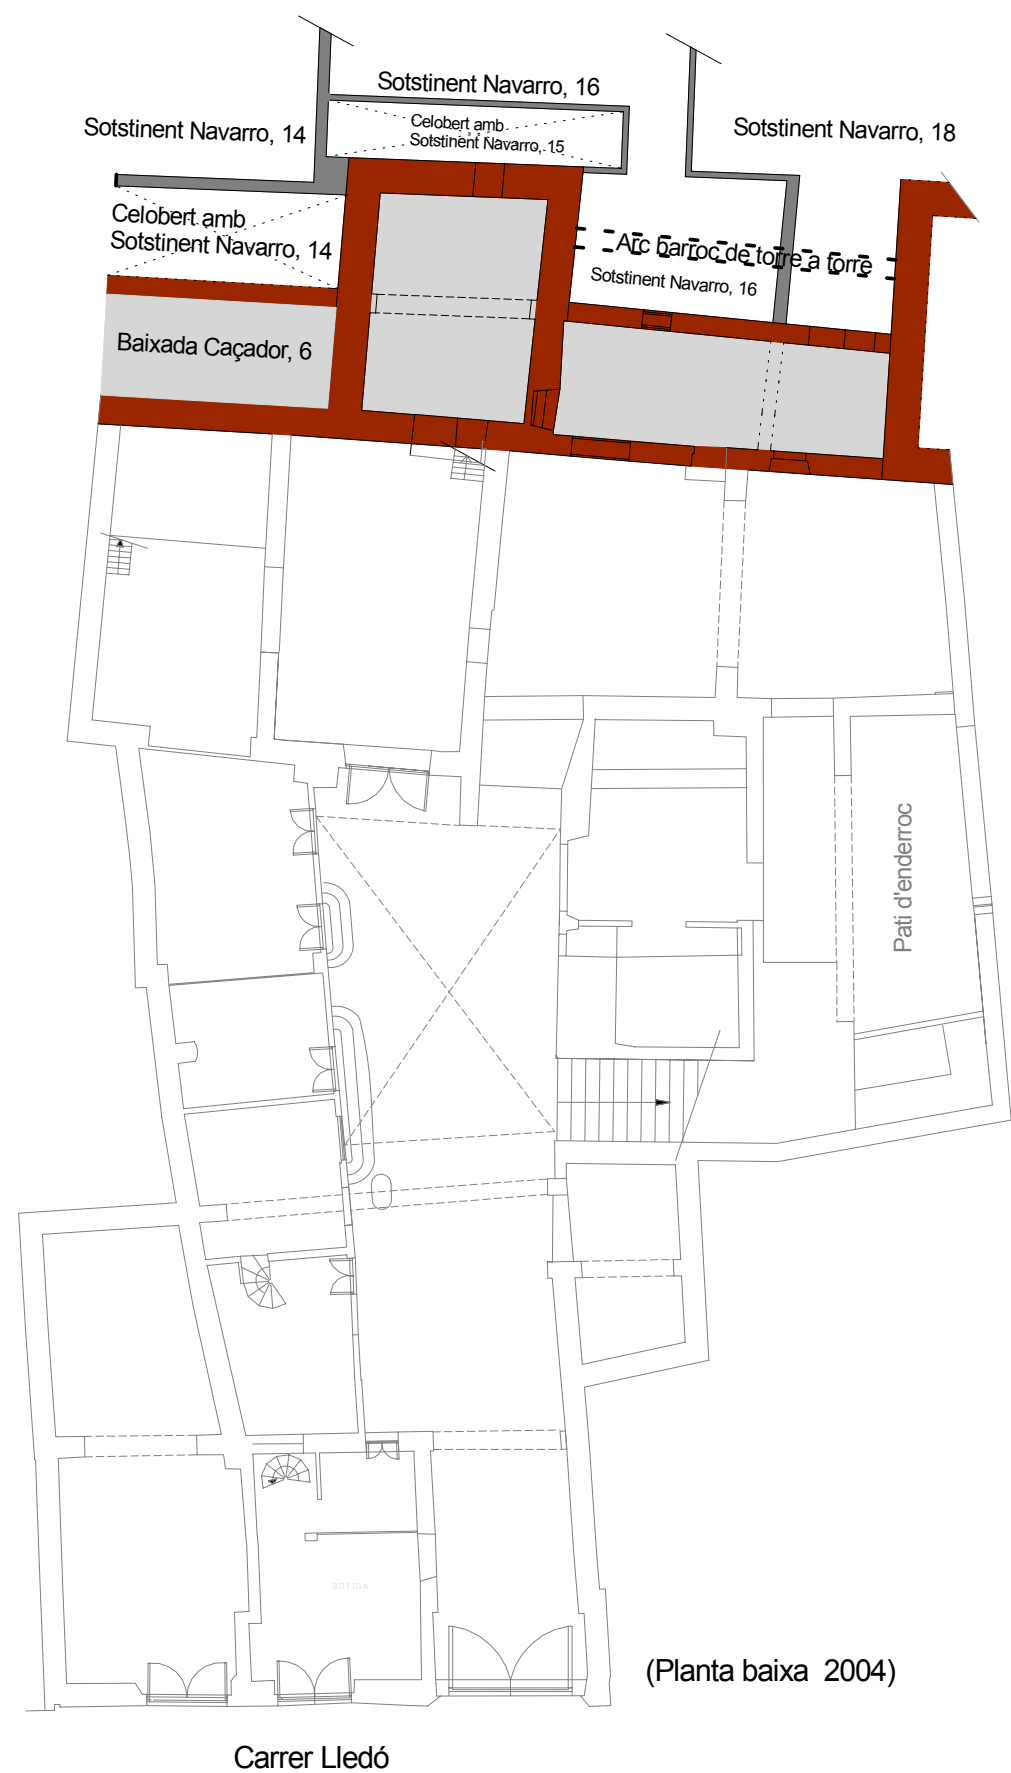 Sotstinent Navarro, 16
Sotstinent Navarro, 14
Celobert amb
Sotstinent Navarro, 15
Sotstinent Navarro, 18
Celobert amb
Sotstinent Navarro, 14
Arc barroc de torre a torre
Sotstinent Navarro, 16
Baixada Caçador, 6
Pati d'enderroc
BOTIGA
(Planta baixa 2004)
Carrer Lledó